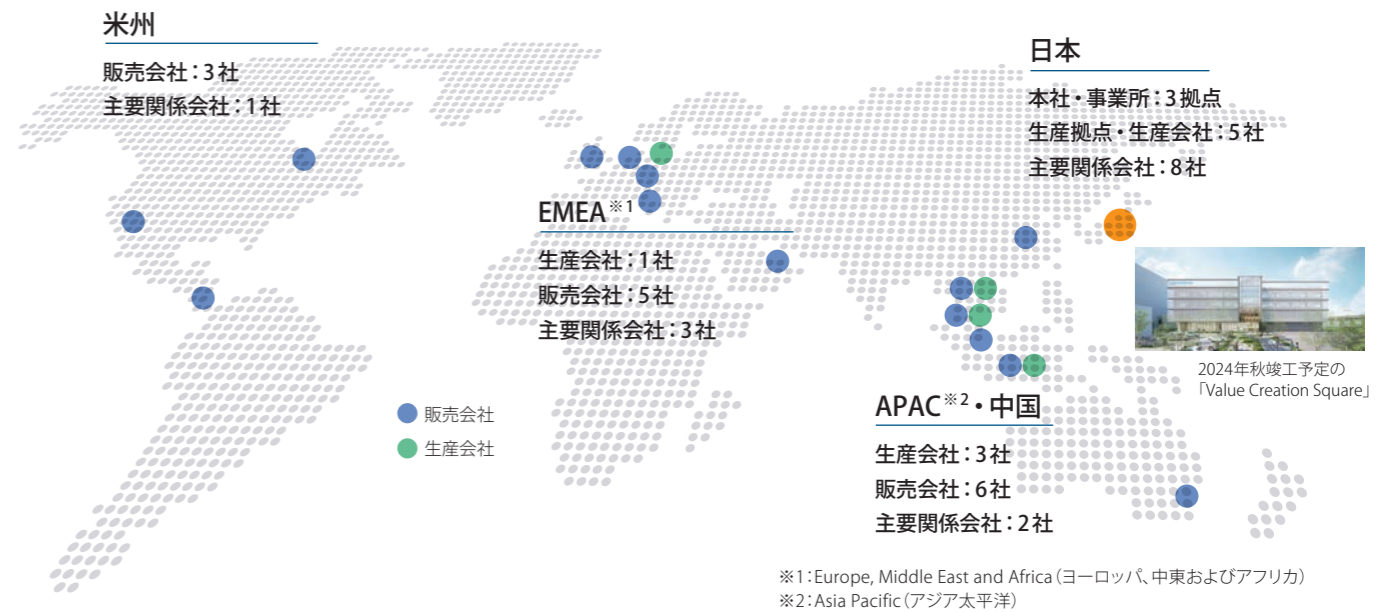 米州
販売会社：3社
主要関係会社：1社
日本
本社・事業所：3拠点
生産拠点・生産会社：5社
主要関係会社：8社
EMEA※1
生産会社：1社
販売会社：5社
主要関係会社：3社
2024年秋竣工予定の
「Value Creation Square」
販売会社
生産会社
APAC※2・中国
生産会社：3社
販売会社：6社
主要関係会社：2社
※1：Europe, Middle East and Africa（ヨーロッパ、中東およびアフリカ）
※2：Asia Pacific（アジア太平洋）